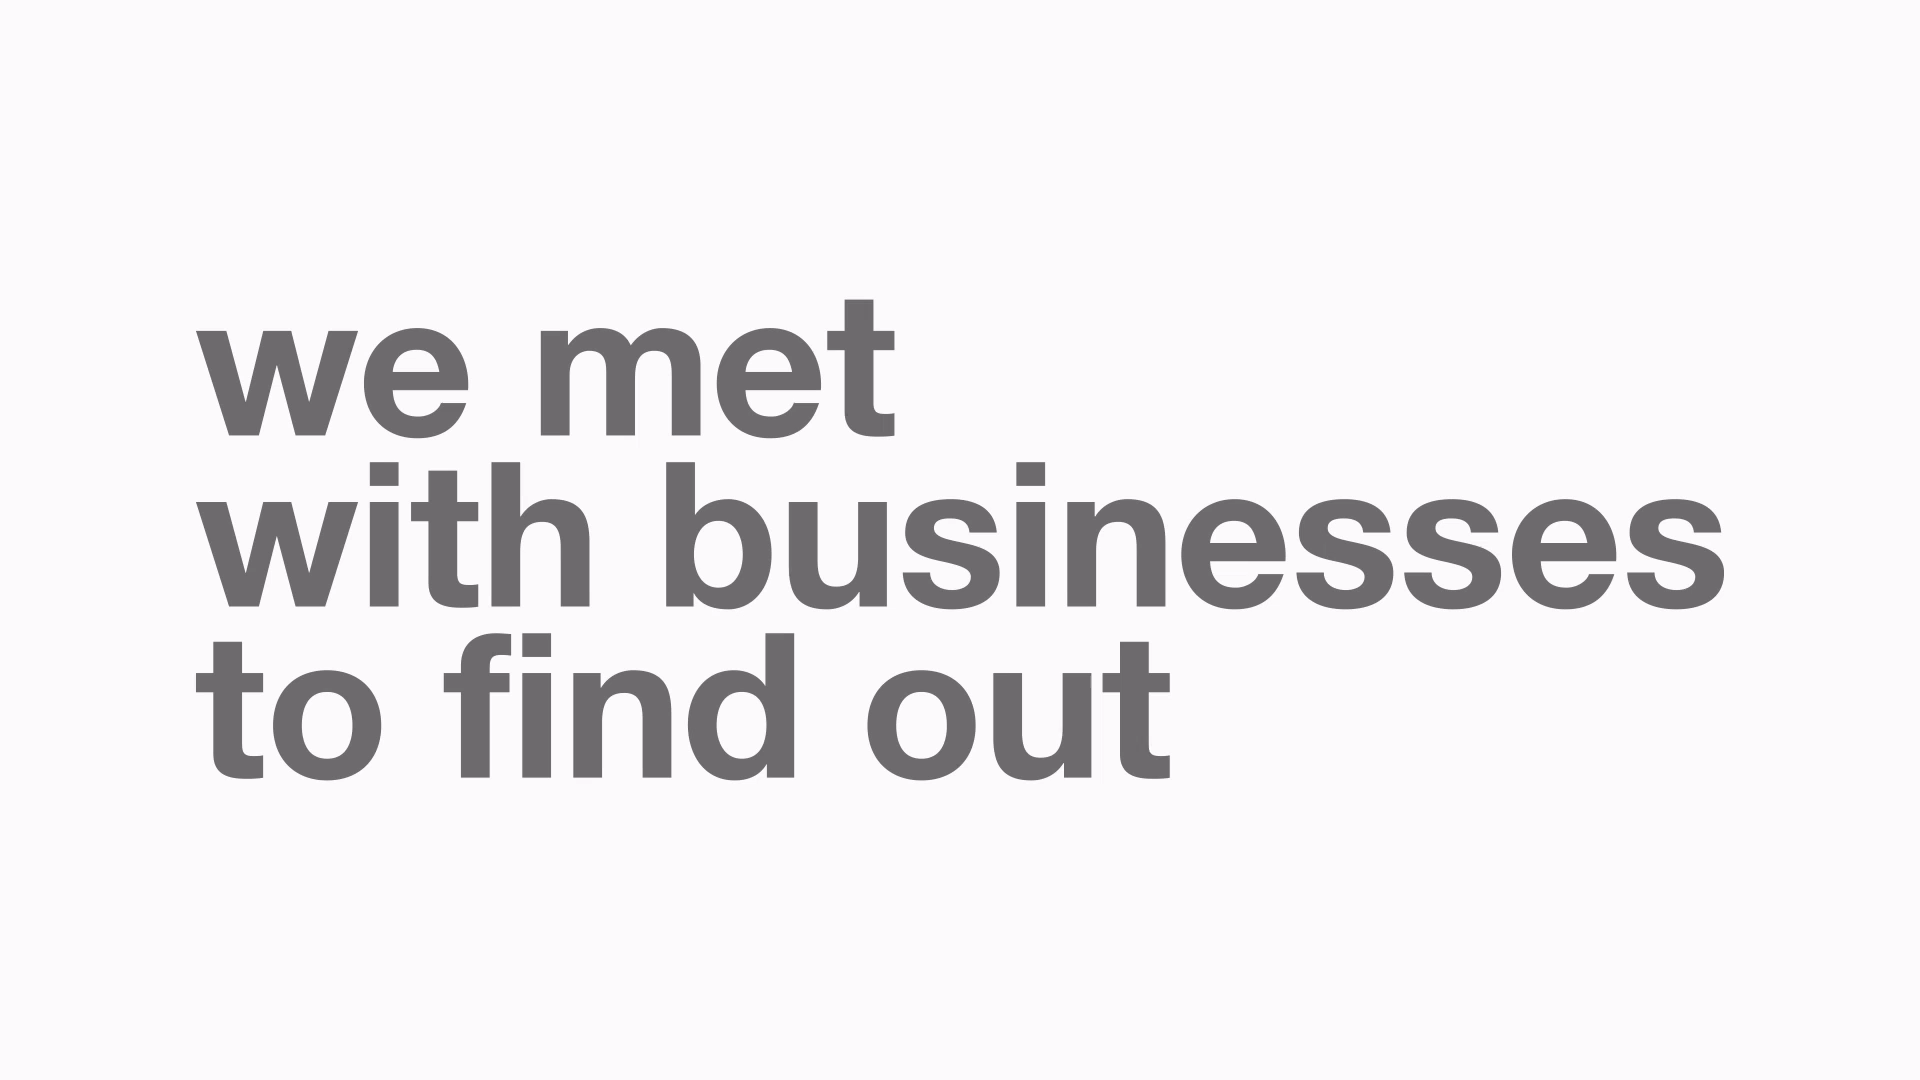 we met
with businesses
to find out